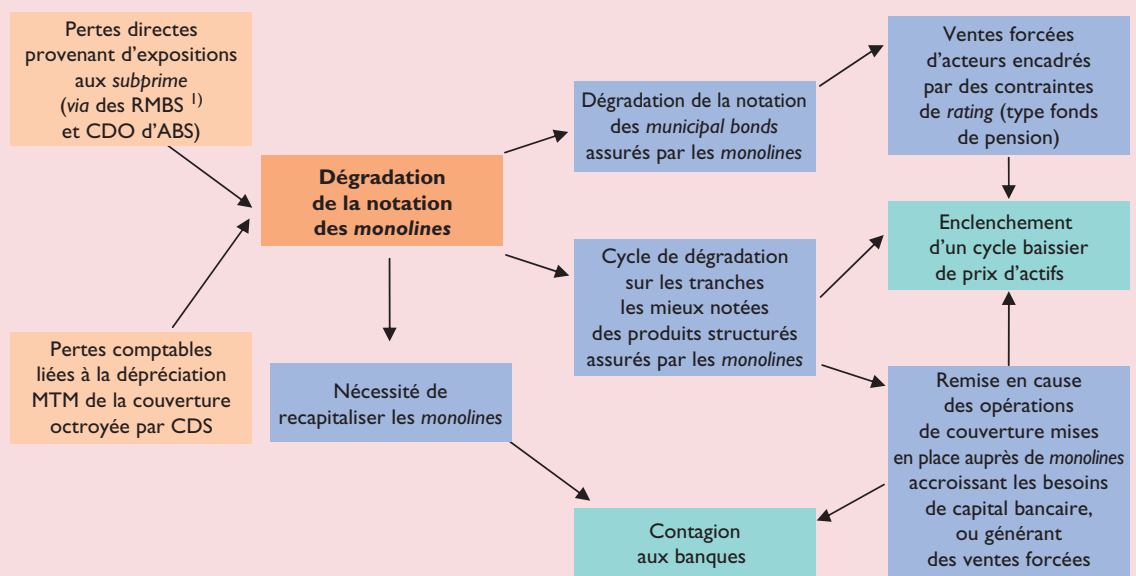 Pertes directes
provenant d'expositions
aux subprime
(via des RMBS 1)
et CDO d'ABS)
Dégradation
de la notation
des monolines
Pertes comptables
liées à la dépréciation
MTM de la couverture
octroyée par CDS
Nécessité de
recapitaliser les monolines
Dégradation de la notation
des municipal bonds
assurés par les monolines
Cycle de dégradation
sur les tranches
les mieux notées
des produits structurés
assurés par les monolines
Contagion
aux banques
Ventes forcées
d'acteurs encadrés
par des contraintes
de rating (type fonds
de pension)
Enclenchement
d'un cycle baissier
de prix d'actifs
Remise en cause
des opérations
de couverture mises
en place auprès de monolines
accroissant les besoins
de capital bancaire,
ou générant
des ventes forcées